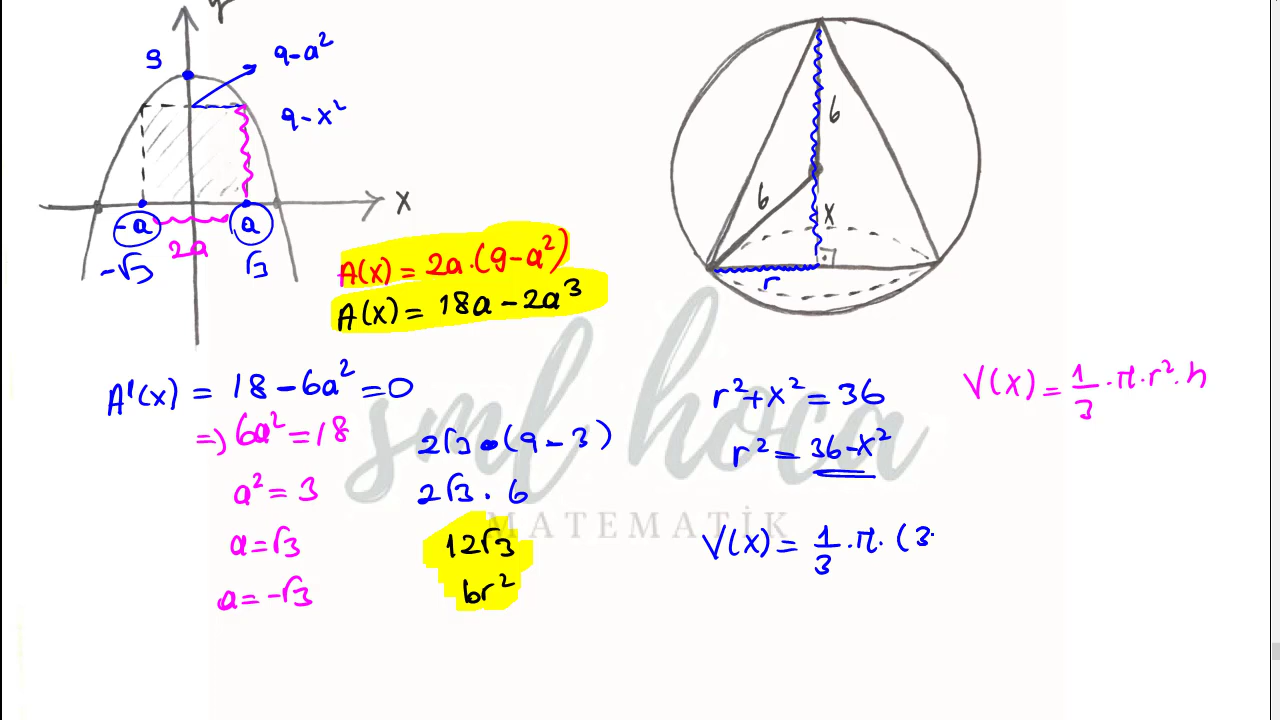 y
9
9-a²
9-x²
x
-a
a
2a
-√3
√3
A(x) = 2a.(9-a²)
A(x) = 18a - 2a³
A'(x) = 18 - 6a² = 0
=> 6a² = 18
a² = 3
a = √3
a = -√3
2√3.(9-3)
2√3 . 6
12√3
br²
6
6
x
r
r² + x² = 36
r² = 36-x²
V(x) = 1/3 . π . r² . h
V(x) = 1/3 . π . (3
sml hoca
MATEMATİK